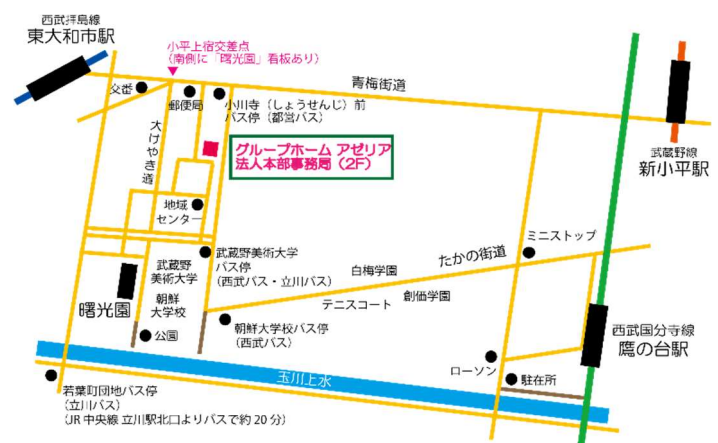 西武拝島線
東大和市駅
小平上宿交差点
（南側に「曙光園」看板あり）
交番
郵便局
小川寺（しょうせんじ）前
バス停（都営バス）
青梅街道
武蔵野線
新小平駅
大けやき道
グループホーム アゼリア
法人本部事務局（2F）
地域
センター
武蔵野美術大学
バス停
（西武バス・立川バス）
武蔵野
美術大学
朝鮮
大学校
曙光園
公園
朝鮮大学校バス停
（西武バス）
白梅学園
たかの街道
ミニストップ
テニスコート
創価学園
西武国分寺線
鷹の台駅
ローソン
駐在所
玉川上水
若葉町団地バス停
（立川バス）
（JR中央線 立川駅北口よりバスで約20分）